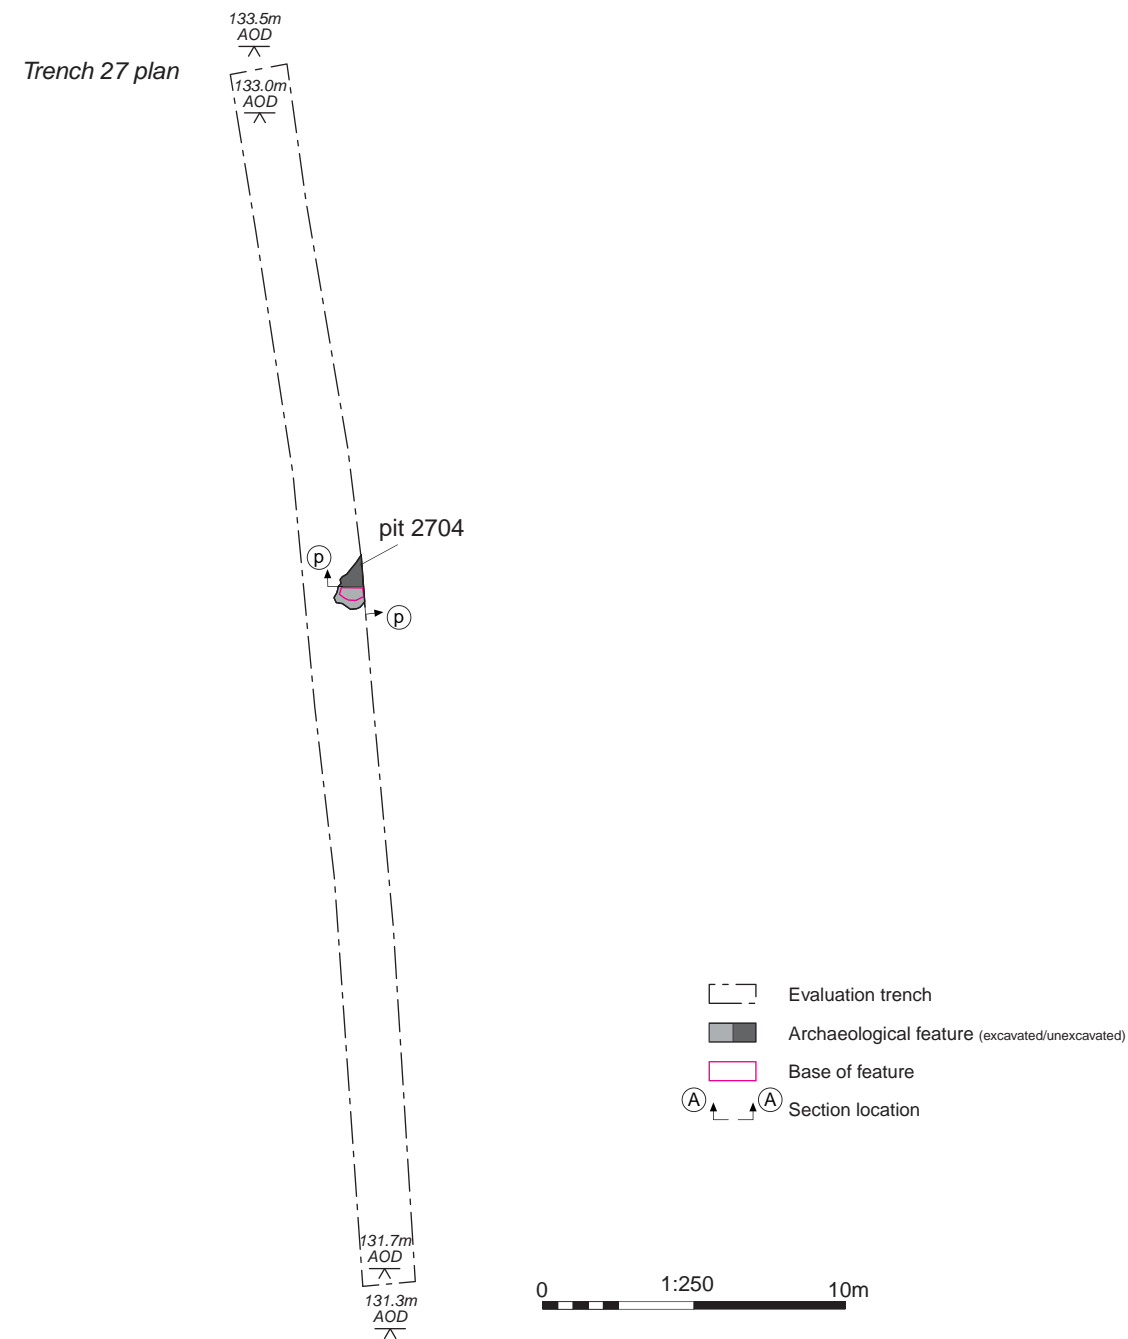 133.5m
AOD
Trench 27 plan
133.0m
AOD
pit 2704
p
p
Evaluation trench
Archaeological feature (excavated/unexcavated)
Base of feature
A A Section location
131.7m
AOD
131.3m
AOD
0 1:250 10m